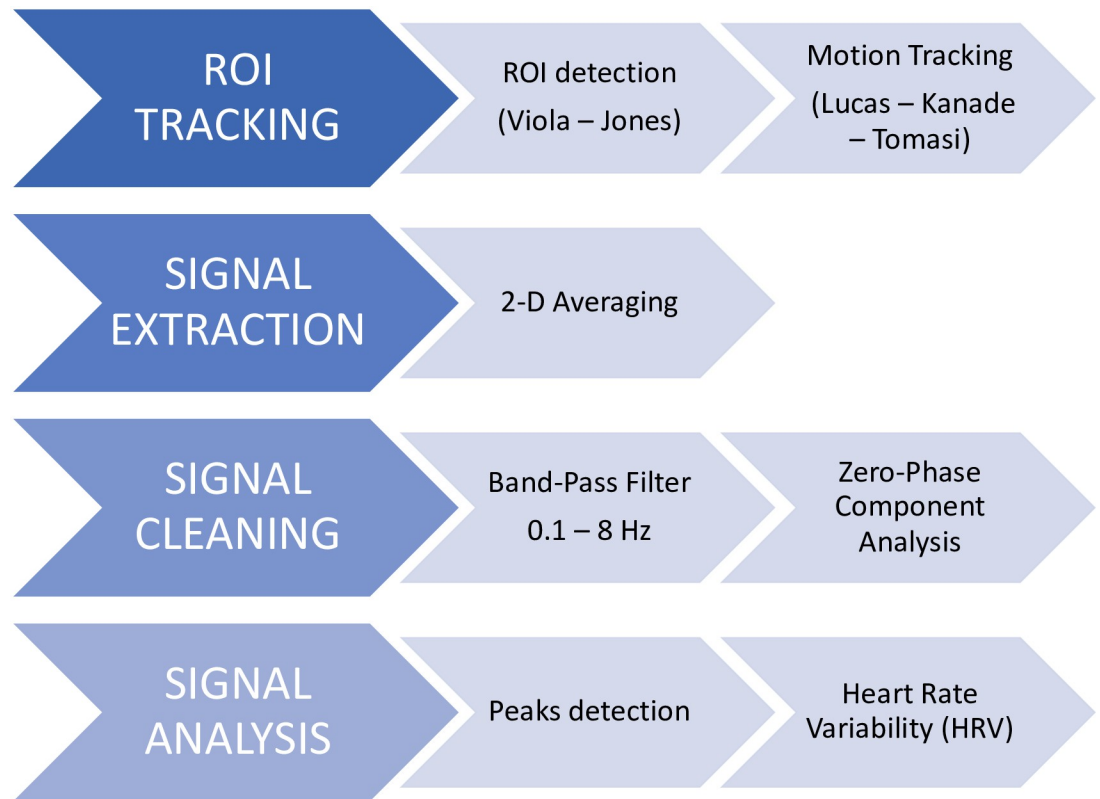 ROI
TRACKING
ROI detection
(Viola – Jones)
Motion Tracking
(Lucas – Kanade
– Tomasi)
SIGNAL
EXTRACTION
2-D Averaging
SIGNAL
CLEANING
Band-Pass Filter
0.1 – 8 Hz
Zero-Phase
Component
Analysis
SIGNAL
ANALYSIS
Peaks detection
Heart Rate
Variability (HRV)